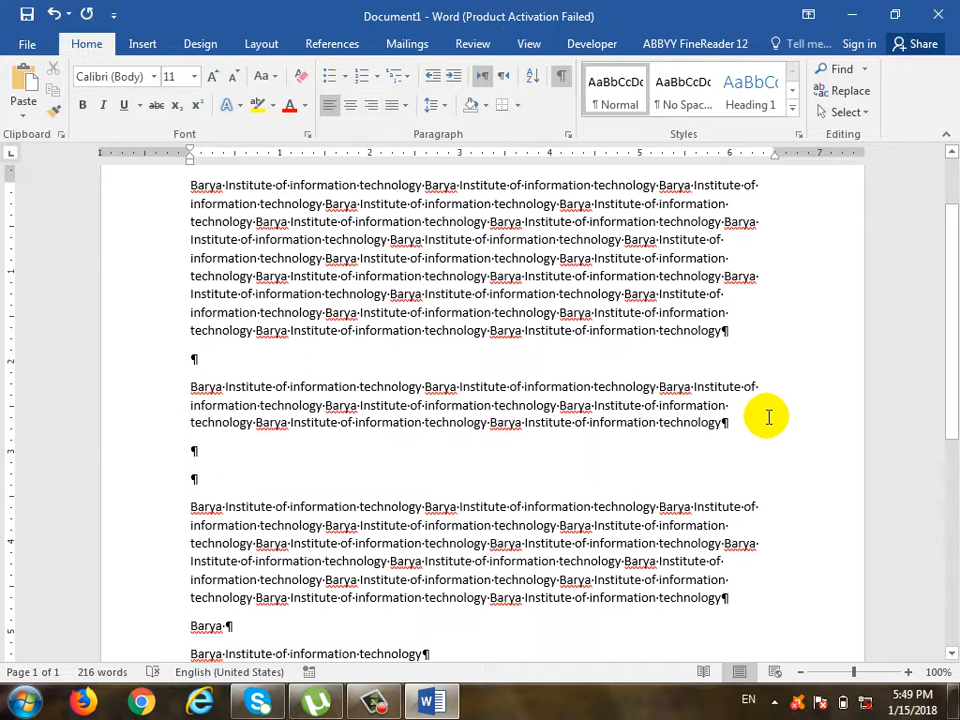 Document1 - Word (Product Activation Failed)
File Home Insert Design Layout References Mailings Review View Developer ABBYY FineReader 12 Tell me... Sign in Share
Paste
Calibri (Body) 11 Aa
B I U abc x₂ x² A A
AaBbCcDc AaBbCcDc AaBbCc
¶ Normal ¶ No Spac... Heading 1
Find
Replace
Select
Clipboard Font Paragraph Styles Editing
1 1 2 3 4 5 6 7
Barya·Institute·of·information·technology·Barya·Institute·of·information·technology·Barya·Institute·of·
information·technology·Barya·Institute·of·information·technology·Barya·Institute·of·information·
technology·Barya·Institute·of·information·technology·Barya·Institute·of·information·technology·Barya·
Institute·of·information·technology·Barya·Institute·of·information·technology·Barya·Institute·of·
information·technology·Barya·Institute·of·information·technology·Barya·Institute·of·information·
technology·Barya·Institute·of·information·technology·Barya·Institute·of·information·technology·Barya·
Institute·of·information·technology·Barya·Institute·of·information·technology·Barya·Institute·of·
information·technology·Barya·Institute·of·information·technology·Barya·Institute·of·information·
technology·Barya·Institute·of·information·technology·Barya·Institute·of·information·technology¶
¶
Barya·Institute·of·information·technology·Barya·Institute·of·information·technology·Barya·Institute·of·
information·technology·Barya·Institute·of·information·technology·Barya·Institute·of·information·
technology·Barya·Institute·of·information·technology·Barya·Institute·of·information·technology¶
¶
¶
Barya·Institute·of·information·technology·Barya·Institute·of·information·technology·Barya·Institute·of·
information·technology·Barya·Institute·of·information·technology·Barya·Institute·of·information·
technology·Barya·Institute·of·information·technology·Barya·Institute·of·information·technology·Barya·
Institute·of·information·technology·Barya·Institute·of·information·technology·Barya·Institute·of·
information·technology·Barya·Institute·of·information·technology·Barya·Institute·of·information·
technology·Barya·Institute·of·information·technology·Barya·Institute·of·information·technology¶
Barya·¶
Barya·Institute·of·information·technology¶
Page 1 of 1 216 words English (United States) 100%
EN 5:49 PM
1/15/2018